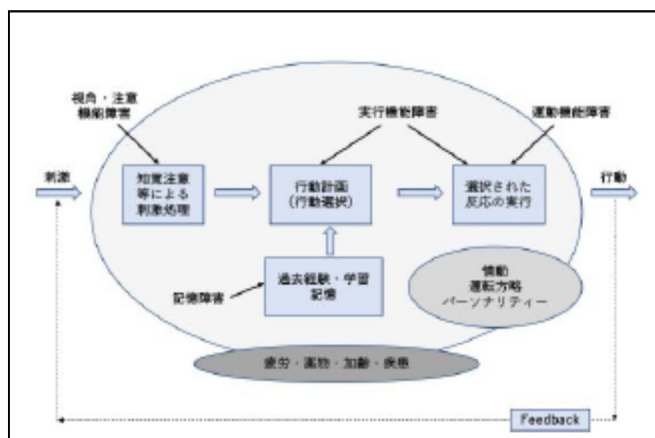 視角・注意
機能障害
実行機能障害
運動機能障害
刺激
知覚注意
等による
刺激処理
行動計画
(行動選択)
選択された
反応の実行
行動
記憶障害
過去経験・学習
記憶
情動
運転方略
パーソナリティー
疲労・薬物・加齢・疾患
Feedback